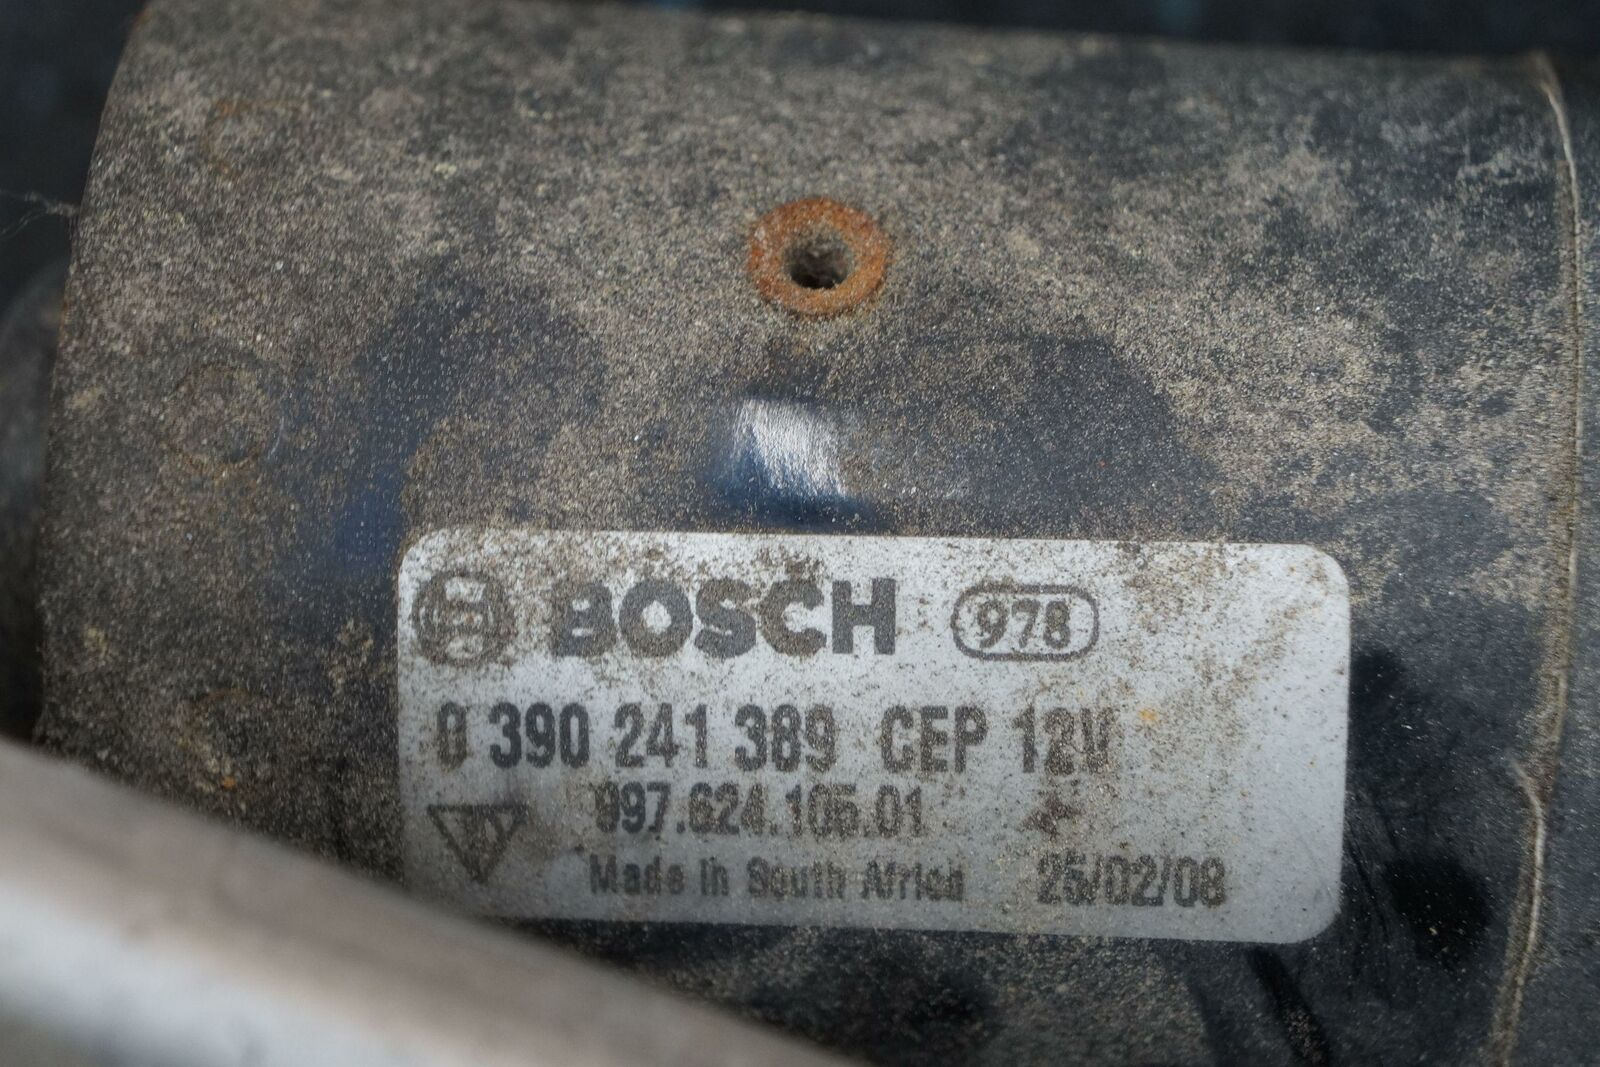 BOSCH 978
0 390 241 389 CEP 12V
997.624.105.01
Made in South Africa 25/02/08